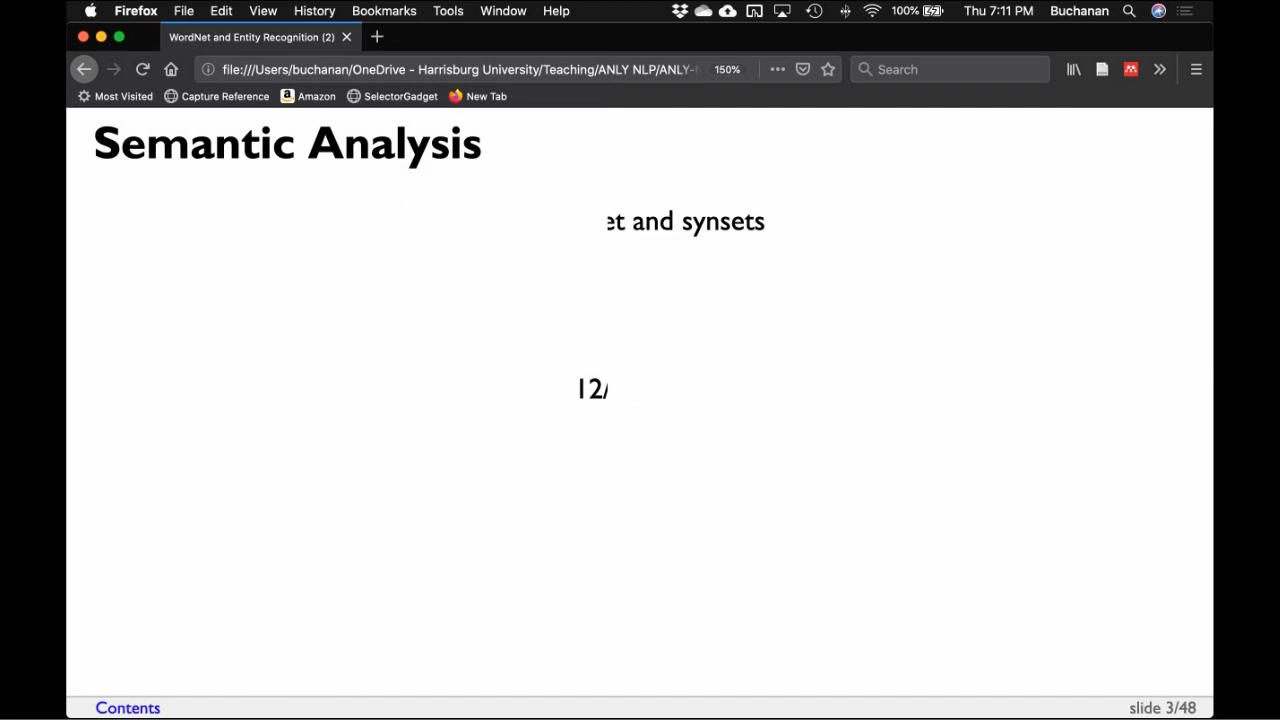 Firefox File Edit View History Bookmarks Tools Window Help 100% Thu 7:11 PM Buchanan
WordNet and Entity Recognition (2)
file:///Users/buchanan/OneDrive - Harrisburg University/Teaching/ANLY NLP/ANLY- 150% Search
Most Visited Capture Reference Amazon SelectorGadget New Tab
Semantic Analysis
et and synsets
12/
Contents slide 3/48